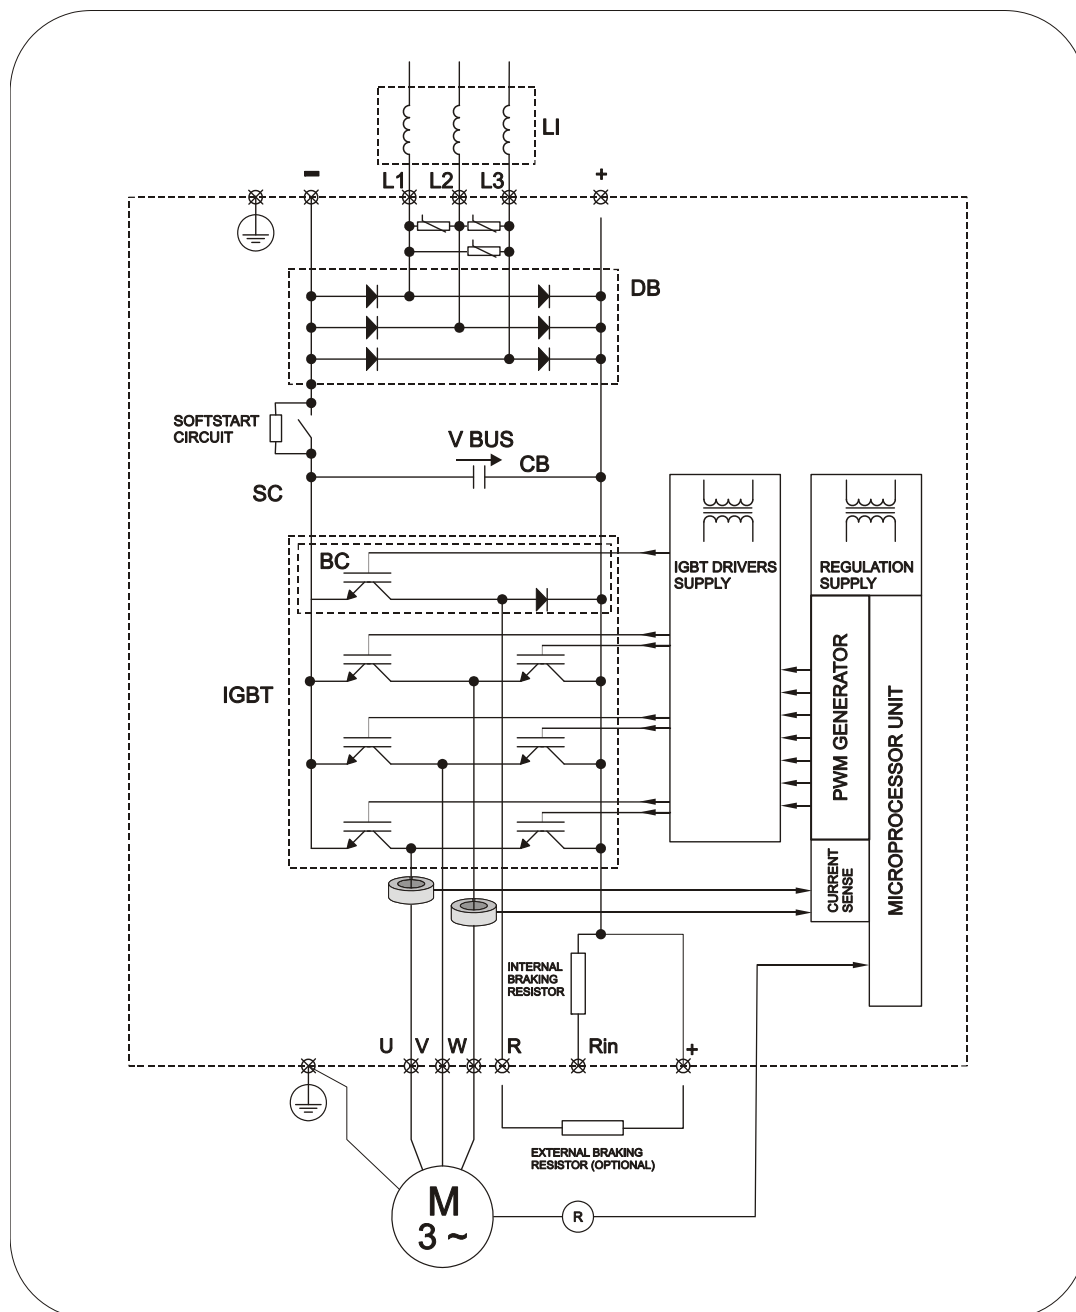 LI
–
L1 L2 L3
+
DB
SOFTSTART
CIRCUIT
V BUS
CB
SC
BC
IGBT DRIVERS
SUPPLY
REGULATION
SUPPLY
IGBT
PWM GENERATOR
MICROPROCESSOR UNIT
CURRENT
SENSE
INTERNAL
BRAKING
RESISTOR
U V W R Rin +
EXTERNAL BRAKING
RESISTOR (OPTIONAL)
M
3 ~
R